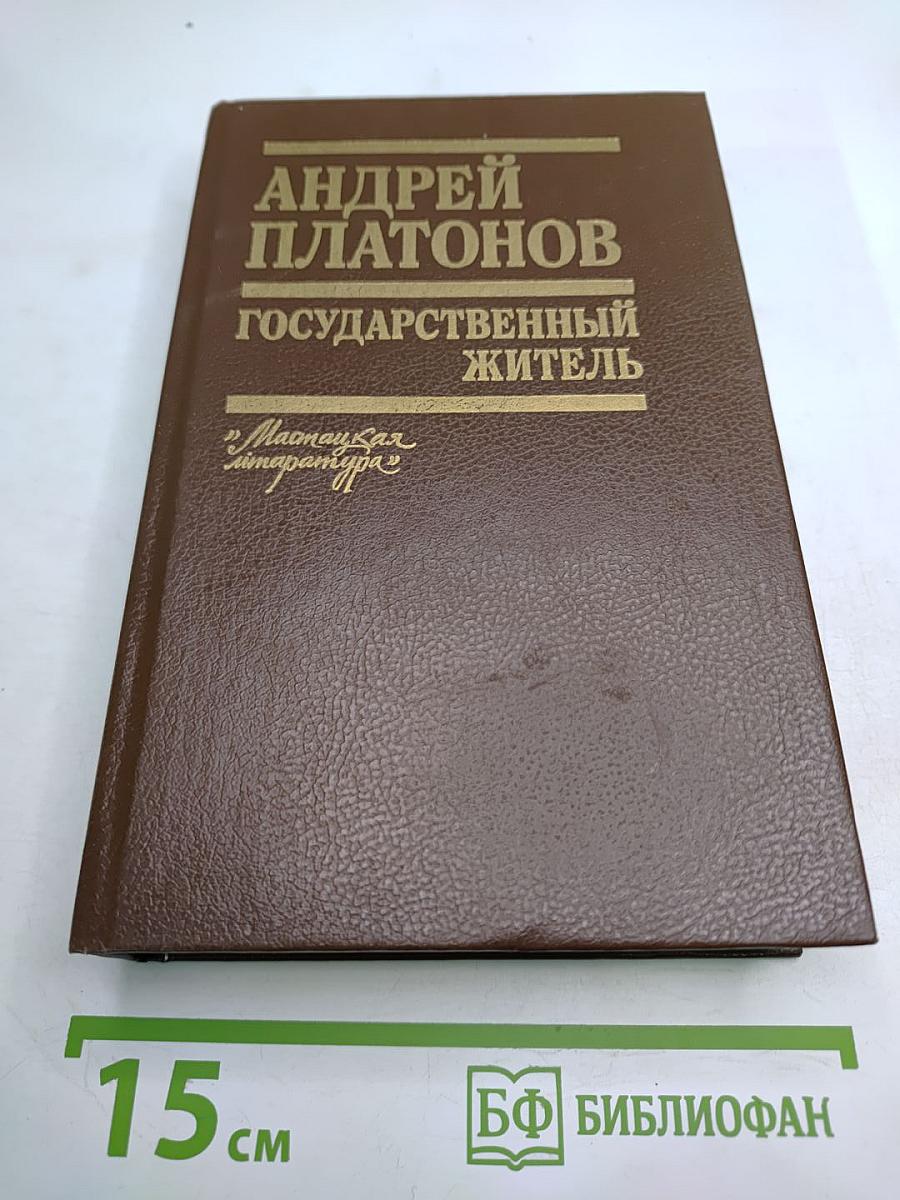 АНДРЕЙ
ПЛАТОНОВ
ГОСУДАРСТВЕННЫЙ
ЖИТЕЛЬ
„Мастацкая
літаратура”
15 см
БФ БИБЛИОФАН